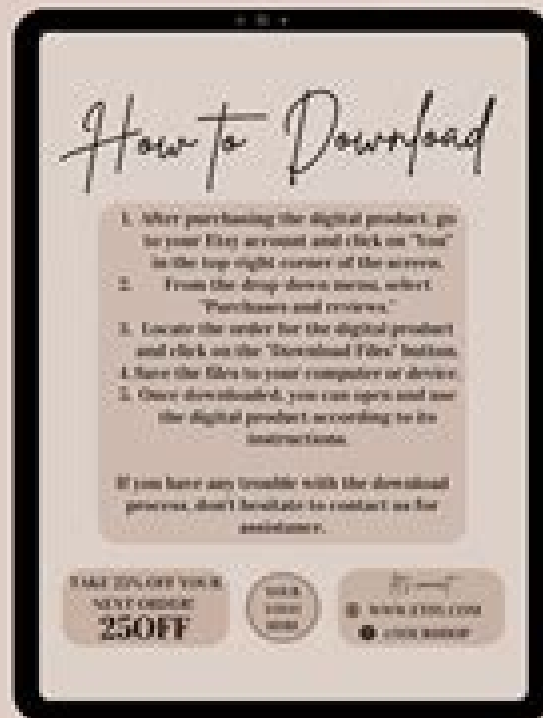 How to Download
1. After purchasing the digital product, go
to your Etsy account and click on "You"
in the top right corner of the screen.
2. From the drop-down menu, select
"Purchases and reviews."
3. Locate the order for the digital product
and click on the "Download Files" button.
4. Save the files to your computer or device.
5. Once downloaded, you can open and use
the digital product according to its
instructions.
If you have any trouble with the download
process, don't hesitate to contact us for
assistance.
TAKE 25% OFF YOUR
NEXT ORDER!
25OFF
YOUR
LOGO
HERE
WWW.ETSY.COM